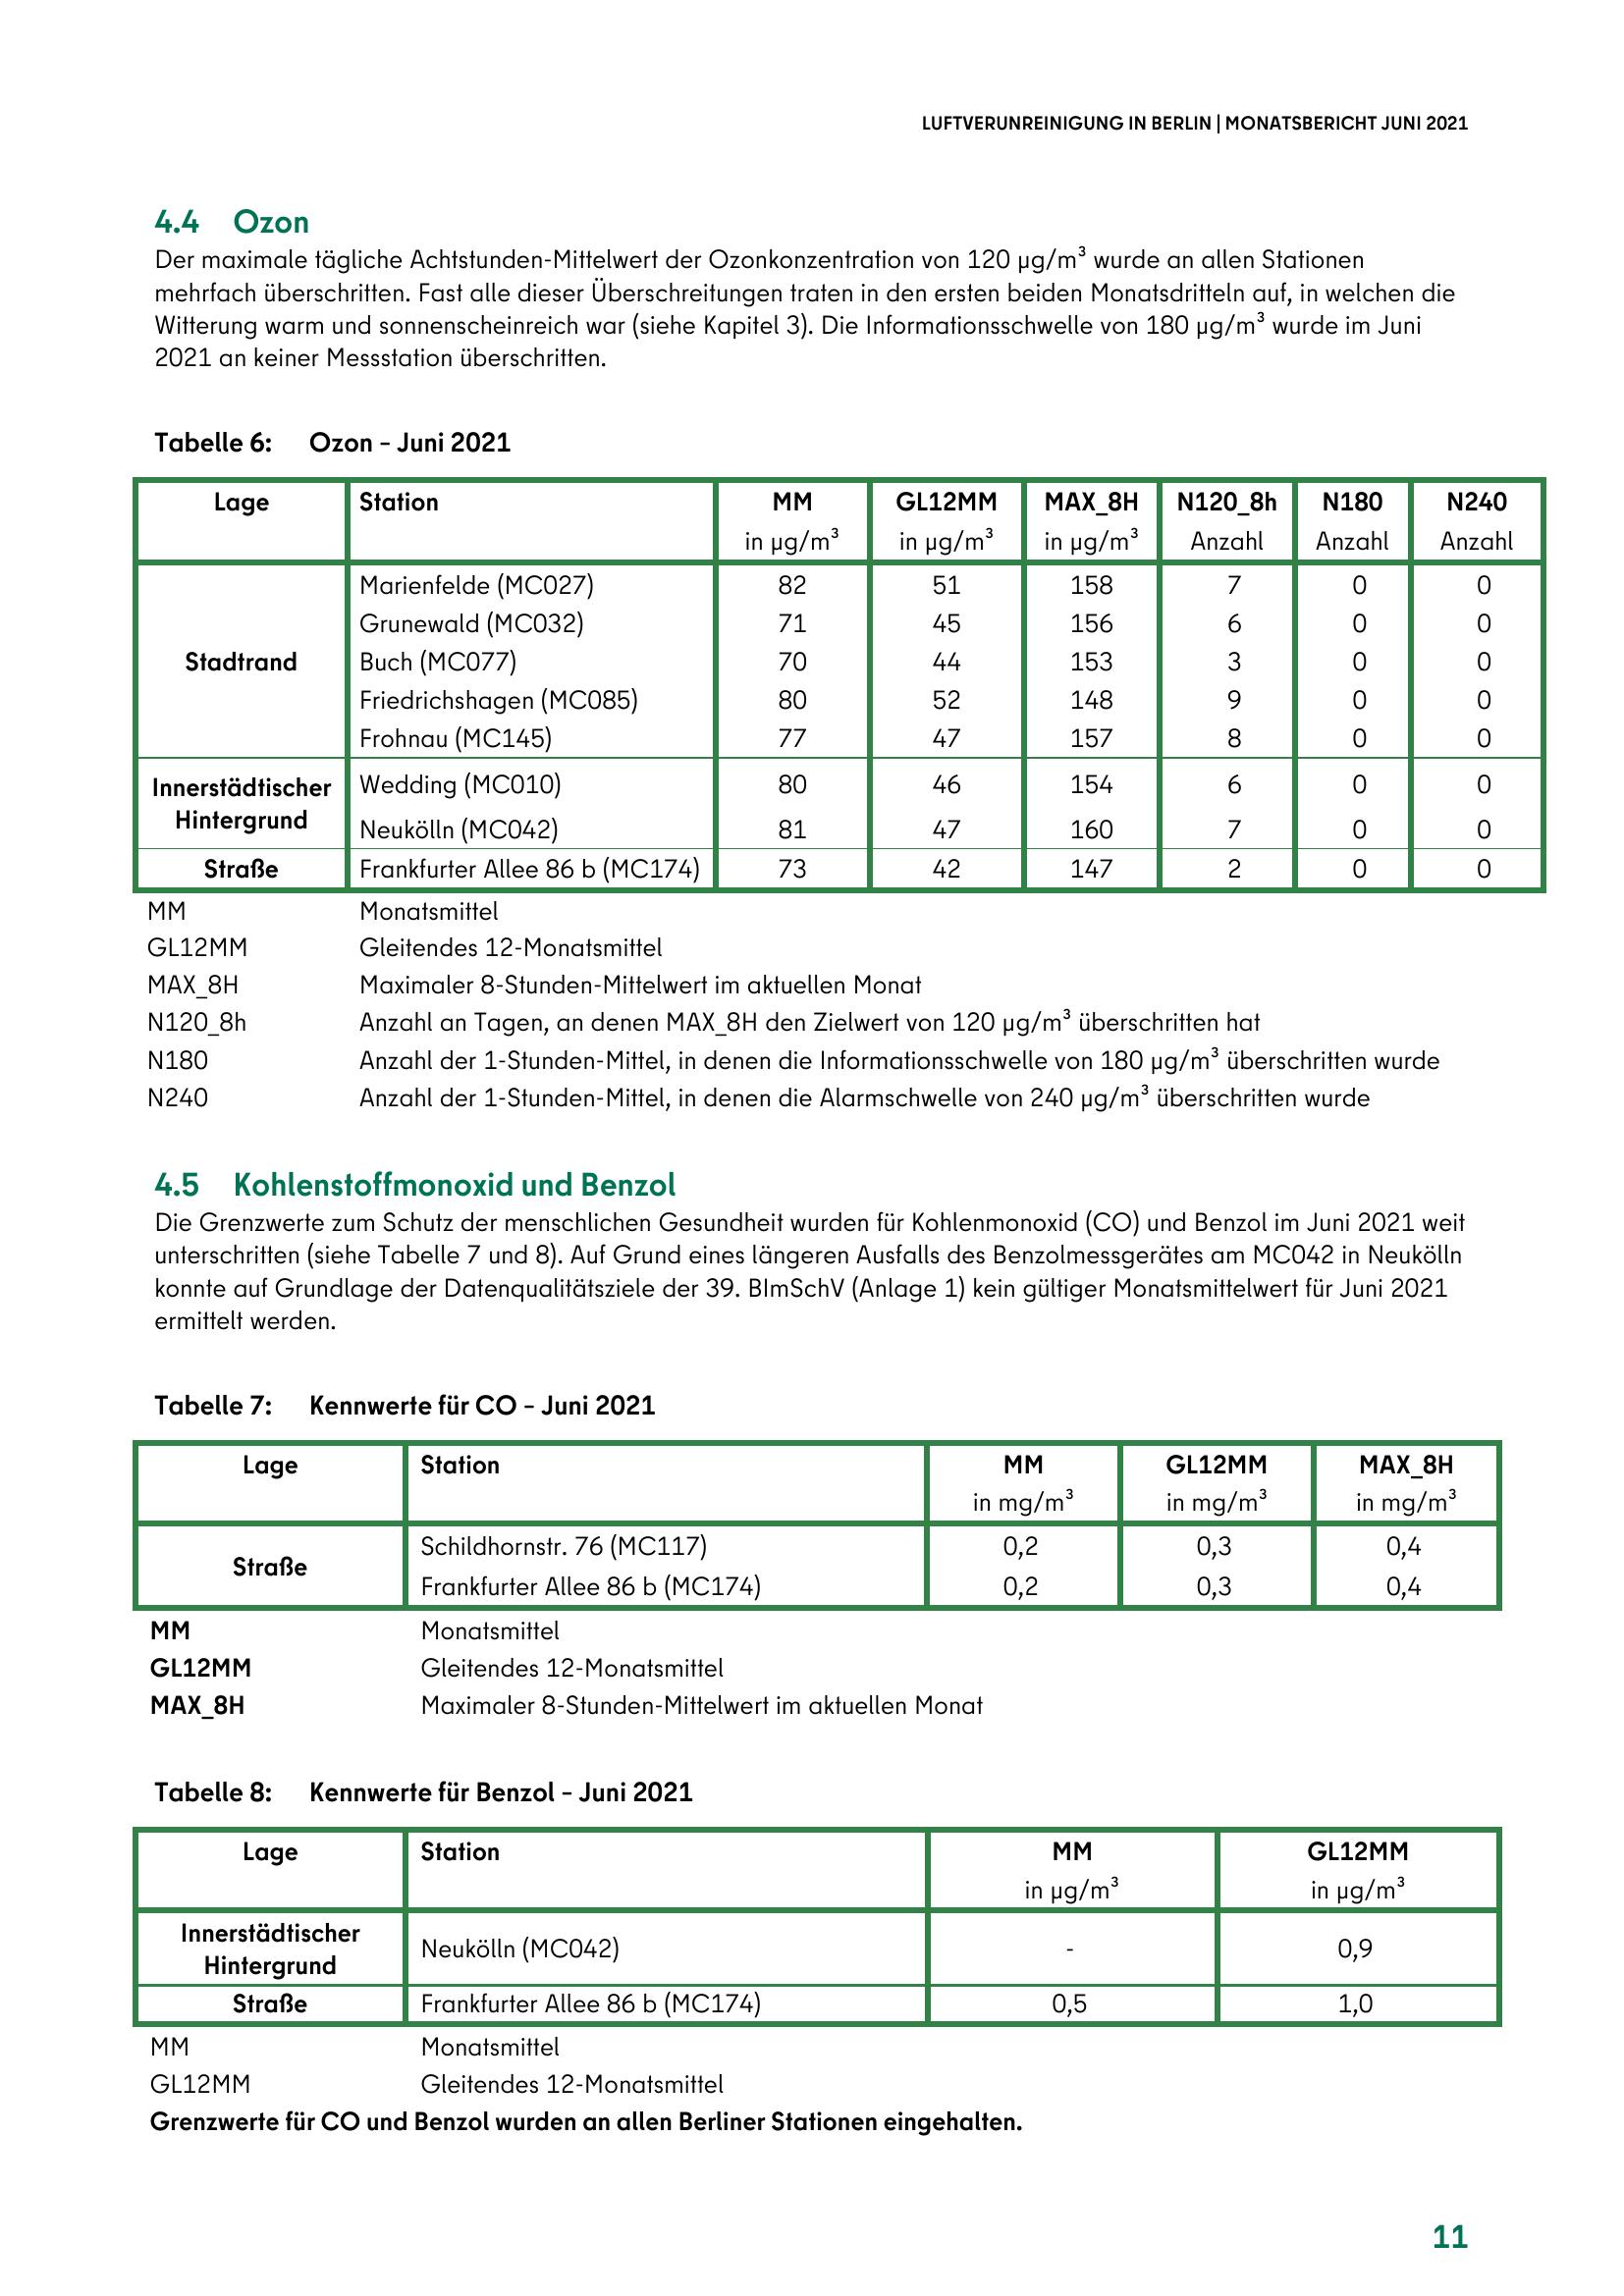 LUFTVERUNREINIGUNG IN BERLIN | MONATSBERICHT JUNI 2021
4.4 Ozon
Der maximale tägliche Achtstunden-Mittelwert der Ozonkonzentration von 120 µg/m³ wurde an allen Stationen
mehrfach überschritten. Fast alle dieser Überschreitungen traten in den ersten beiden Monatsdritteln auf, in welchen die
Witterung warm und sonnenscheinreich war (siehe Kapitel 3). Die Informationsschwelle von 180 µg/m³ wurde im Juni
2021 an keiner Messstation überschritten.
Tabelle 6: Ozon – Juni 2021
Lage Station MM GL12MM MAX_8H N120_8h N180 N240
in µg/m³ in µg/m³ in µg/m³ Anzahl Anzahl Anzahl
Marienfelde (MC027) 82 51 158 7 0 0
Grunewald (MC032) 71 45 156 6 0 0
Stadtrand Buch (MC077) 70 44 153 3 0 0
Friedrichshagen (MC085) 80 52 148 9 0 0
Frohnau (MC145) 77 47 157 8 0 0
Innerstädtischer Wedding (MC010) 80 46 154 6 0 0
Hintergrund Neukölln (MC042) 81 47 160 7 0 0
Straße Frankfurter Allee 86 b (MC174) 73 42 147 2 0 0
MM Monatsmittel
GL12MM Gleitendes 12-Monatsmittel
MAX_8H Maximaler 8-Stunden-Mittelwert im aktuellen Monat
N120_8h Anzahl an Tagen, an denen MAX_8H den Zielwert von 120 µg/m³ überschritten hat
N180 Anzahl der 1-Stunden-Mittel, in denen die Informationsschwelle von 180 µg/m³ überschritten wurde
N240 Anzahl der 1-Stunden-Mittel, in denen die Alarmschwelle von 240 µg/m³ überschritten wurde
4.5 Kohlenstoffmonoxid und Benzol
Die Grenzwerte zum Schutz der menschlichen Gesundheit wurden für Kohlenmonoxid (CO) und Benzol im Juni 2021 weit
unterschritten (siehe Tabelle 7 und 8). Auf Grund eines längeren Ausfalls des Benzolmessgerätes am MC042 in Neukölln
konnte auf Grundlage der Datenqualitätsziele der 39. BImSchV (Anlage 1) kein gültiger Monatsmittelwert für Juni 2021
ermittelt werden.
Tabelle 7: Kennwerte für CO – Juni 2021
Lage Station MM GL12MM MAX_8H
in mg/m³ in mg/m³ in mg/m³
Schildhornstr. 76 (MC117) 0,2 0,3 0,4
Straße
Frankfurter Allee 86 b (MC174) 0,2 0,3 0,4
MM Monatsmittel
GL12MM Gleitendes 12-Monatsmittel
MAX_8H Maximaler 8-Stunden-Mittelwert im aktuellen Monat
Tabelle 8: Kennwerte für Benzol – Juni 2021
Lage Station MM GL12MM
in µg/m³ in µg/m³
Innerstädtischer
Hintergrund Neukölln (MC042) - 0,9
Straße Frankfurter Allee 86 b (MC174) 0,5 1,0
MM Monatsmittel
GL12MM Gleitendes 12-Monatsmittel
Grenzwerte für CO und Benzol wurden an allen Berliner Stationen eingehalten.
11